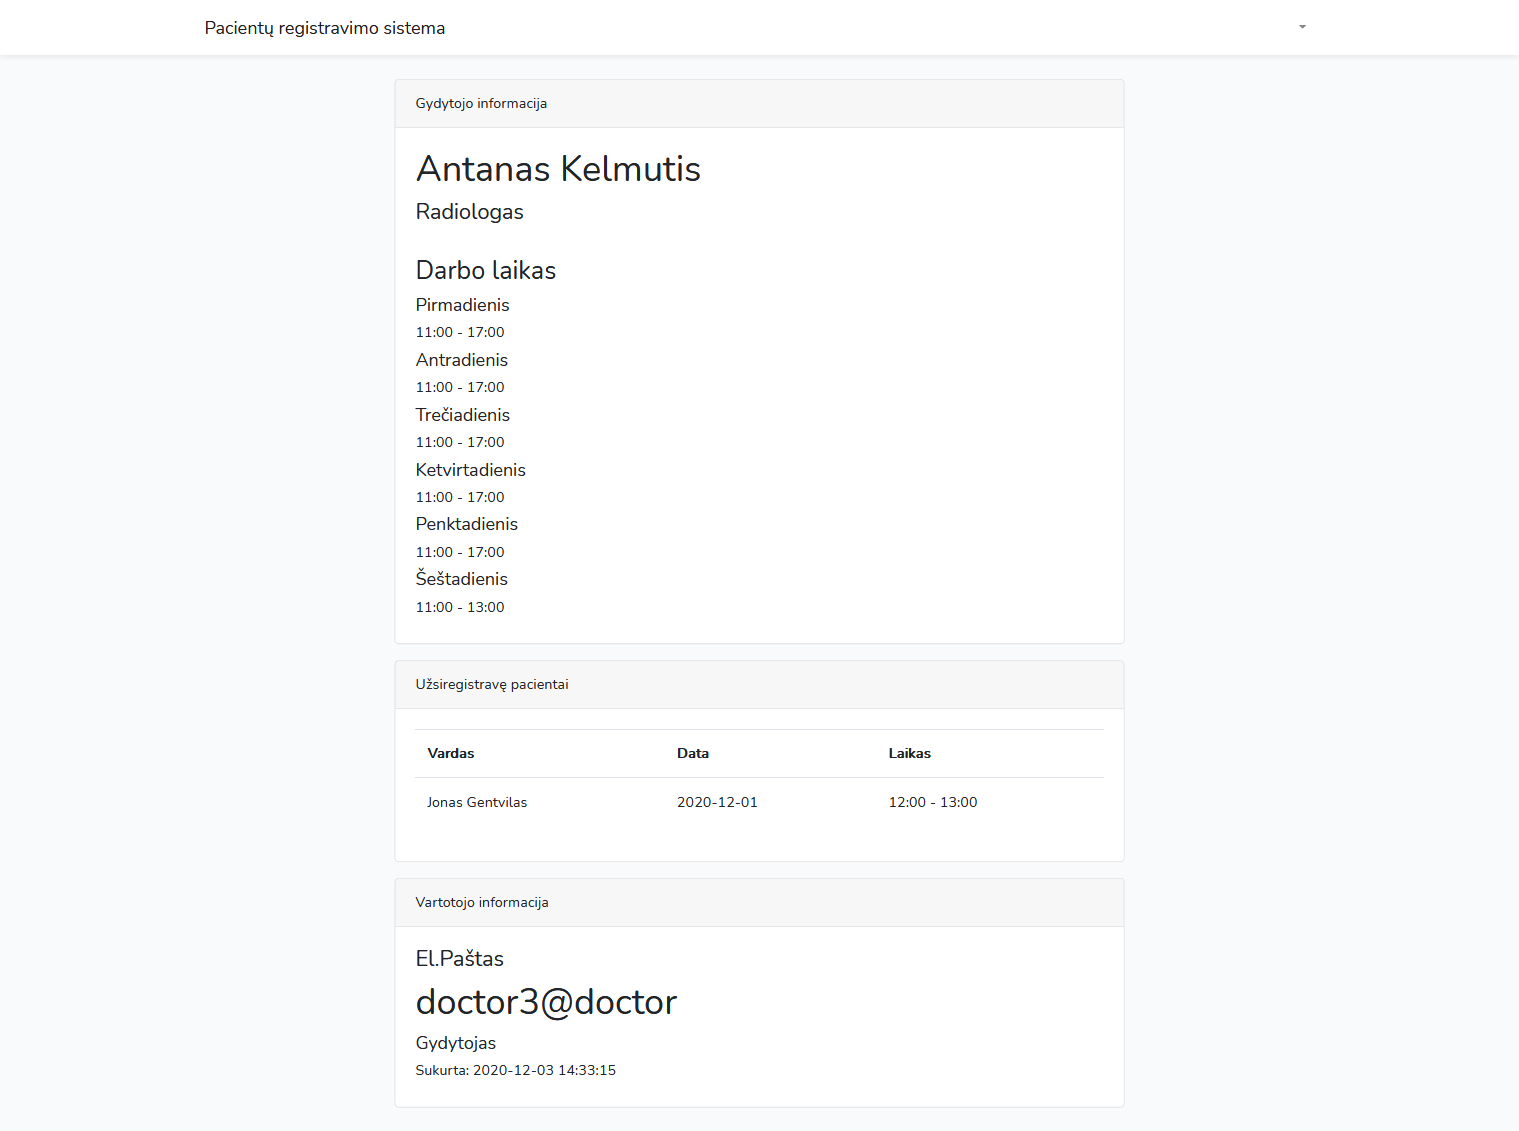 Pacientų registravimo sistema
Gydytojo informacija
Antanas Kelmutis
Radiologas
Darbo laikas
Pirmadienis
11:00 - 17:00
Antradienis
11:00 - 17:00
Trečiadienis
11:00 - 17:00
Ketvirtadienis
11:00 - 17:00
Penktadienis
11:00 - 17:00
Šeštadienis
11:00 - 13:00
Užsiregistravę pacientai
Vardas Data Laikas
Jonas Gentvilas 2020-12-01 12:00 - 13:00
Vartotojo informacija
El.Paštas
doctor3@doctor
Gydytojas
Sukurta: 2020-12-03 14:33:15